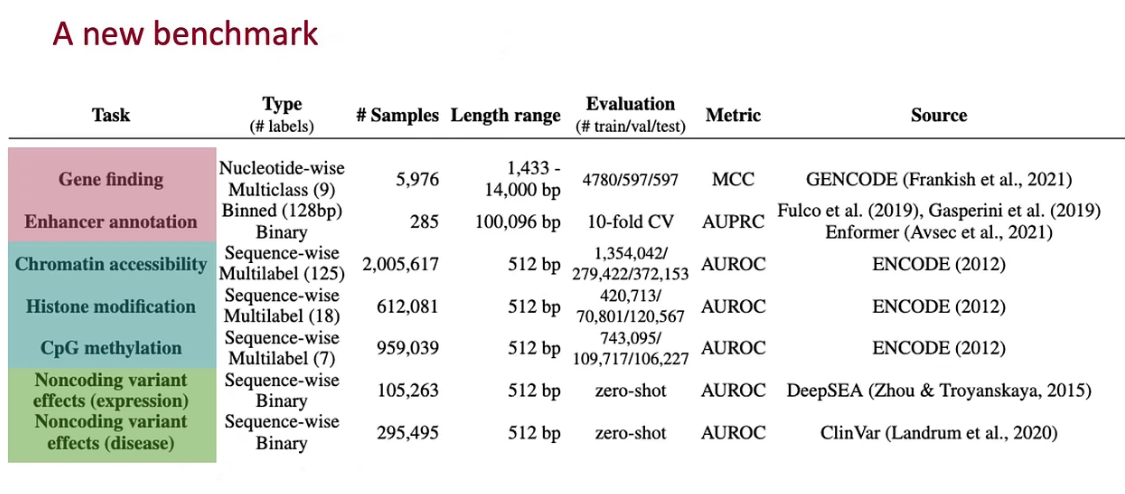 A new benchmark
Task Type (# labels) # Samples Length range Evaluation (# train/val/test) Metric Source
Gene finding Nucleotide-wise Multiclass (9) 5,976 1,433 - 14,000 bp 4780/597/597 MCC GENCODE (Frankish et al., 2021)
Enhancer annotation Binned (128bp) Binary 285 100,096 bp 10-fold CV AUPRC Fulco et al. (2019), Gasperini et al. (2019) Enformer (Avsec et al., 2021)
Chromatin accessibility Sequence-wise Multilabel (125) 2,005,617 512 bp 1,354,042/ 279,422/372,153 AUROC ENCODE (2012)
Histone modification Sequence-wise Multilabel (18) 612,081 512 bp 420,713/ 70,801/120,567 AUROC ENCODE (2012)
CpG methylation Sequence-wise Multilabel (7) 959,039 512 bp 743,095/ 109,717/106,227 AUROC ENCODE (2012)
Noncoding variant effects (expression) Sequence-wise Binary 105,263 512 bp zero-shot AUROC DeepSEA (Zhou & Troyanskaya, 2015)
Noncoding variant effects (disease) Sequence-wise Binary 295,495 512 bp zero-shot AUROC ClinVar (Landrum et al., 2020)